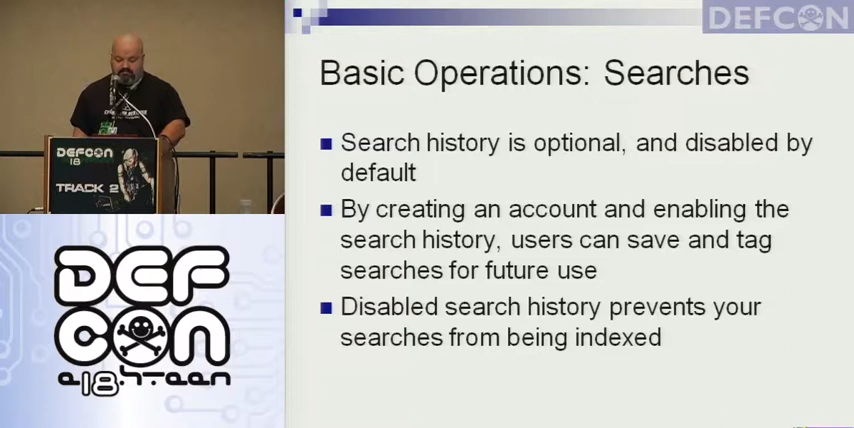 DEFCON
Basic Operations: Searches
Search history is optional, and disabled by
default
By creating an account and enabling the
search history, users can save and tag
searches for future use
Disabled search history prevents your
searches from being indexed
DEFCON
18
TRACK 2
DEF
CON
e18hteen